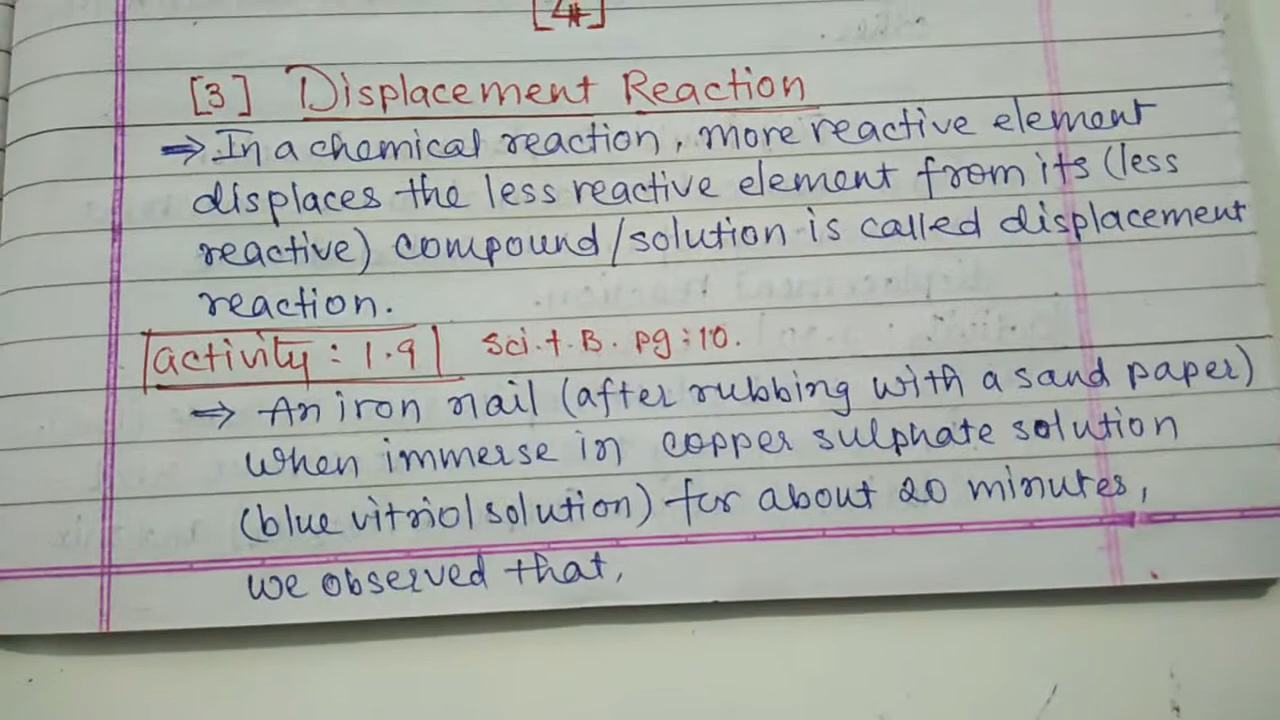 [4]
[3] Displacement Reaction
⇒ In a chemical reaction, more reactive element
displaces the less reactive element from its (less
reactive) compound/solution is called displacement
reaction.
activity : 1.9 Sci.t.B. pg:10.
⇒ An iron nail (after rubbing with a sand paper)
when immerse in copper sulphate solution
(blue vitriol solution) for about 20 minutes,
we observed that,